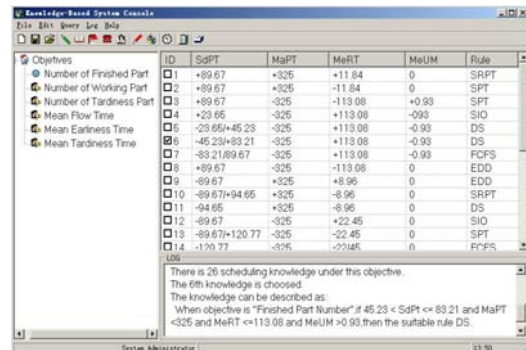 Knowledge-Based System Console
File Edit Query Log Help
Objetives
Number of Finished Part
Number of Working Part
Number of Tardiness Part
Mean Flow Time
Mean Earliness Time
Mean Tardiness Time
ID SdPT MaPT MeRT MeUM Rule
1 +89.67 +325 +11.84 0 SRPT
2 +89.67 +325 -11.84 0 SPT
3 +89.67 -325 -113.08 +0.93 SPT
4 +23.65 -325 +113.08 -093 SIO
5 -23.65/+45.23 -325 +113.08 -0.93 DS
6 -45.23/+83.21 -325 +113.08 -0.93 DS
7 -83.21/89.67 -325 +113.08 -0.93 FCFS
8 +89.67 -325 -113.08 0 EDD
9 -89.67 +325 +8.96 0 EDD
10 -89.67/+94.65 +325 -8.96 0 SRPT
11 -94.65 +325 -8.96 0 DS
12 -89.67 -325 +22.45 0 SIO
13 -89.67/+120.77 -325 -22.45 0 SPT
14 -120.77 -325 -22/45 0 FCFS
LOG
There is 26 scheduling knowledge under this objective.
The 6th knowledge is choosed.
The knowledge can be described as:
When objective is "Finished Part Number",if 45.23 < SdPt <= 83.21 and MaPT
<325 and MeRT <=113.08 and MeUM >0.93,then the suitable rule DS.
System Administrator
13:50